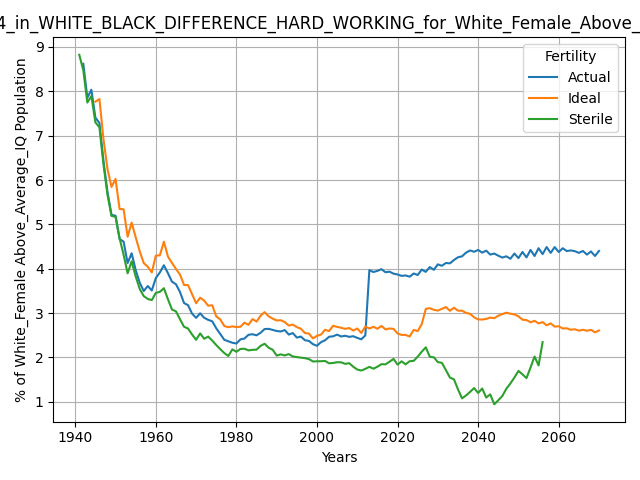 4_in_WHITE_BLACK_DIFFERENCE_HARD_WORKING_for_White_Female_Above_
Fertility
Actual
Ideal
Sterile
% of White_Female Above_Average_IQ Population
9
8
7
6
5
4
3
2
1
1940 1960 1980 2000 2020 2040 2060
Years